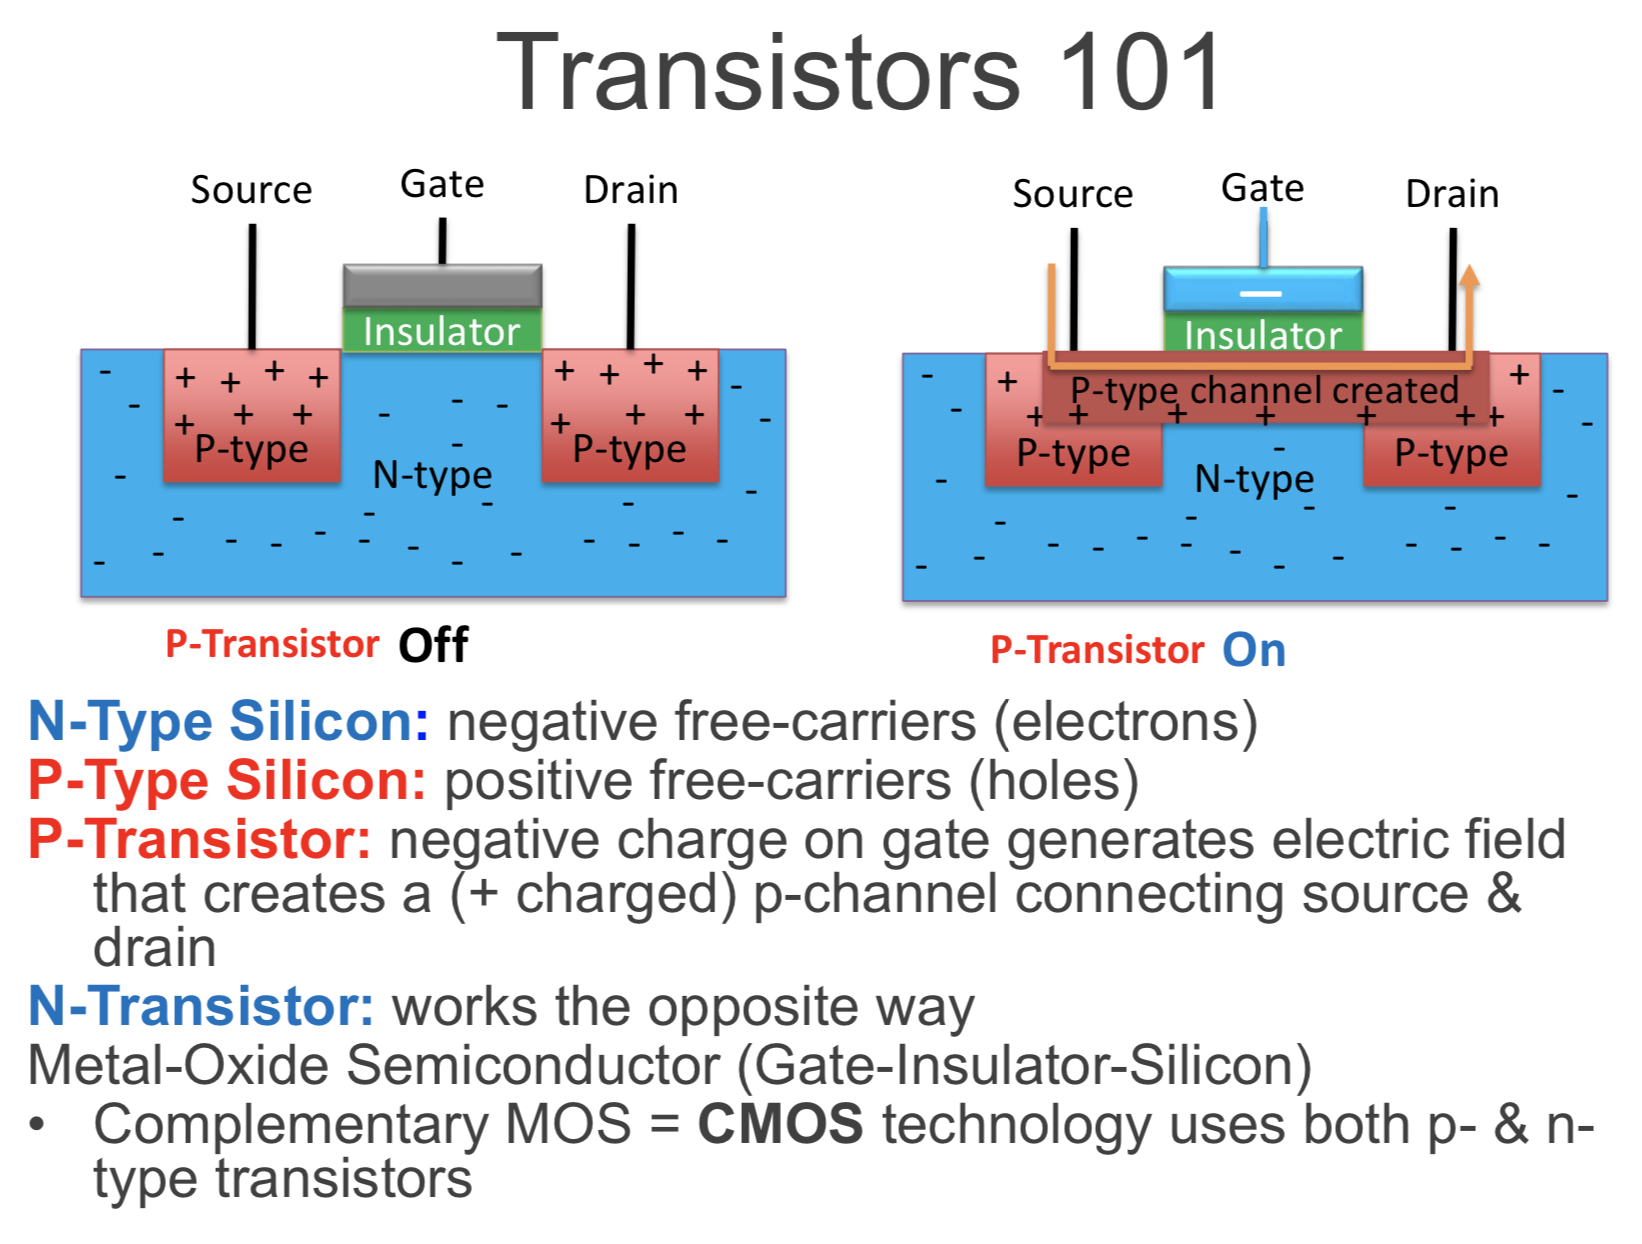 Transistors 101
Source
Gate
Drain
Insulator
P-type
N-type
P-type
P-Transistor Off
Source
Gate
Drain
Insulator
P-type channel created
P-type
N-type
P-type
P-Transistor On
N-Type Silicon: negative free-carriers (electrons)
P-Type Silicon: positive free-carriers (holes)
P-Transistor: negative charge on gate generates electric field
that creates a (+ charged) p-channel connecting source &
drain
N-Transistor: works the opposite way
Metal-Oxide Semiconductor (Gate-Insulator-Silicon)
• Complementary MOS = CMOS technology uses both p- & n-
type transistors